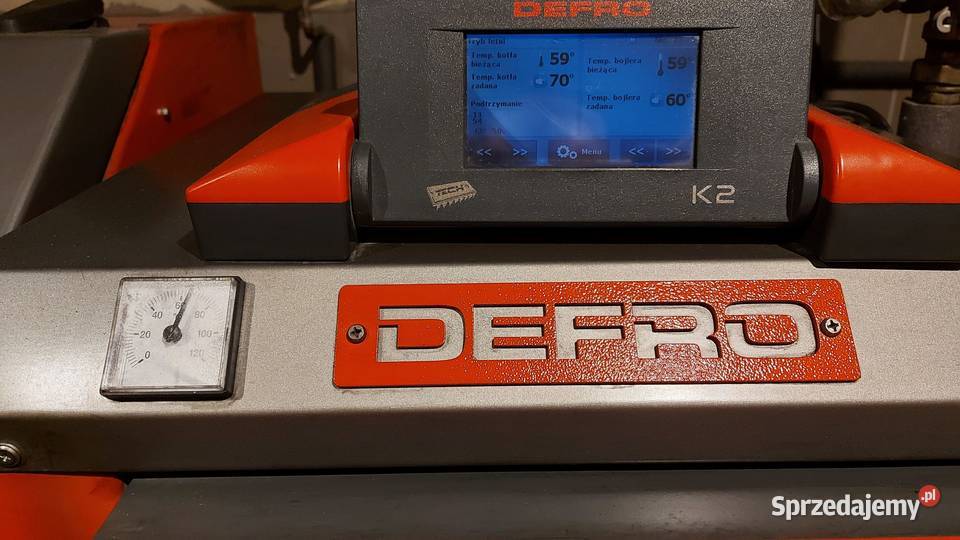 DEFRO
Tryb letni
Temp. kotła
bieżąca
59°
Temp. kotła
zadana
70°
Podtrzymanie
Temp. bojlera
bieżąca
59°
Temp. bojlera
zadana
60°
<< >>
Menu
<< >>
TECH
K2
0 20 40 60 80 100 120
DEFRO
Sprzedajemy.pl